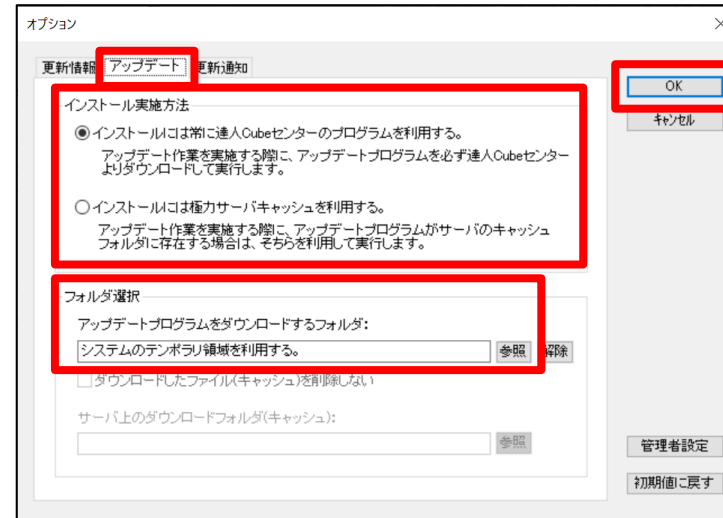 オプション
更新情報 アップデート 更新通知
OK
キャンセル
インストール実施方法
インストールには常に達人Cubeセンターのプログラムを利用する。
アップデート作業を実施する際に、アップデートプログラムを必ず達人Cubeセンター
よりダウンロードして実行します。
インストールには極力サーバキャッシュを利用する。
アップデート作業を実施する際に、アップデートプログラムがサーバのキャッシュ
フォルダに存在する場合は、そちらを利用して実行します。
フォルダ選択
アップデートプログラムをダウンロードするフォルダ:
システムのテンポラリ領域を利用する。 参照 解除
ダウンロードしたファイル(キャッシュ)を削除しない
サーバ上のダウンロードフォルダ(キャッシュ):
参照
管理者設定
初期値に戻す